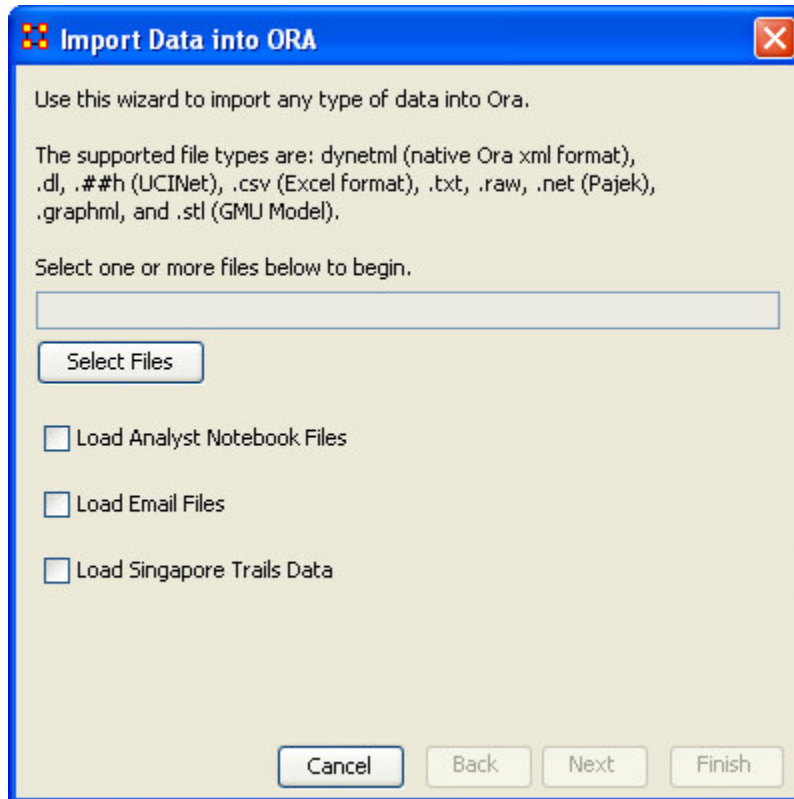 Import Data into ORA
Use this wizard to import any type of data into Ora.
The supported file types are: dynetml (native Ora xml format),
.dl, .##h (UCINet), .csv (Excel format), .txt, .raw, .net (Pajek),
.graphml, and .stl (GMU Model).
Select one or more files below to begin.
Select Files
Load Analyst Notebook Files
Load Email Files
Load Singapore Trails Data
Cancel Back Next Finish